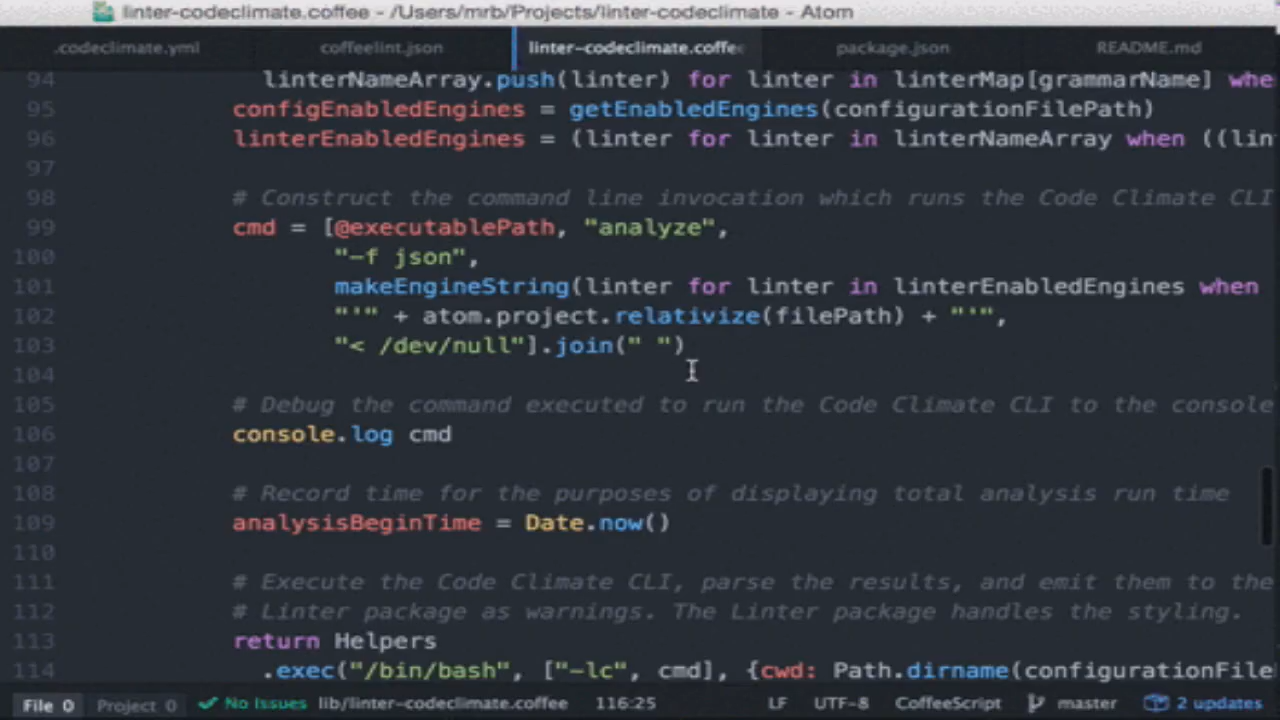 linter-codeclimate.coffee - /Users/mrb/Projects/linter-codeclimate - Atom
.codeclimate.yml coffeelint.json linter-codeclimate.coffe package.json README.md
94 linterNameArray.push(linter) for linter in linterMap[grammarName] whe
95 configEnabledEngines = getEnabledEngines(configurationFilePath)
96 linterEnabledEngines = (linter for linter in linterNameArray when ((lin
97
98 # Construct the command line invocation which runs the Code Climate CLI
99 cmd = [@executablePath, "analyze",
100 "-f json",
101 makeEngineString(linter for linter in linterEnabledEngines when
102 "'" + atom.project.relativize(filePath) + "'",
103 "< /dev/null"].join(" ")
104
105 # Debug the command executed to run the Code Climate CLI to the console
106 console.log cmd
107
108 # Record time for the purposes of displaying total analysis run time
109 analysisBeginTime = Date.now()
110
111 # Execute the Code Climate CLI, parse the results, and emit them to the
112 # Linter package as warnings. The Linter package handles the styling.
113 return Helpers
114 .exec("/bin/bash", ["-lc", cmd], {cwd: Path.dirname(configurationFile
File 0 Project 0 No Issues lib/linter-codeclimate.coffee 116:25 LF UTF-8 CoffeeScript master 2 updates